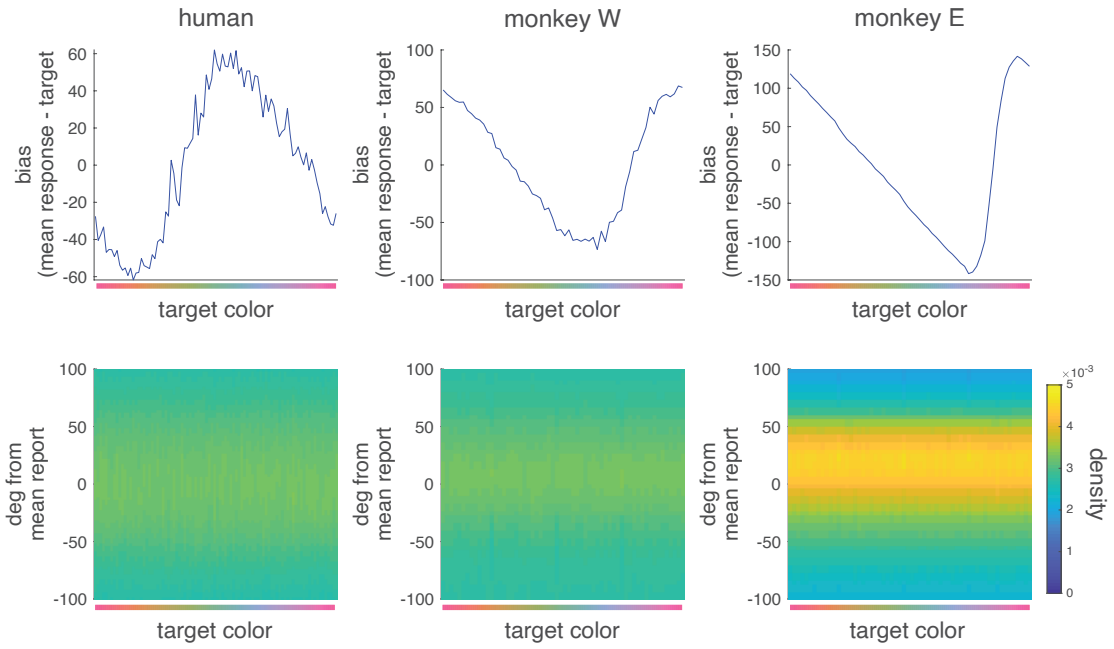 human
monkey W
monkey E
bias
(mean response - target
60
40
20
0
-20
-40
-60
target color
bias
(mean response - target
100
50
0
-50
-100
target color
bias
(mean response - target
150
100
50
0
-50
-100
-150
target color
deg from
mean report
100
50
0
-50
-100
target color
deg from
mean report
100
50
0
-50
-100
target color
deg from
mean report
100
50
0
-50
-100
target color
×10-3
5
4
3
2
1
0
density